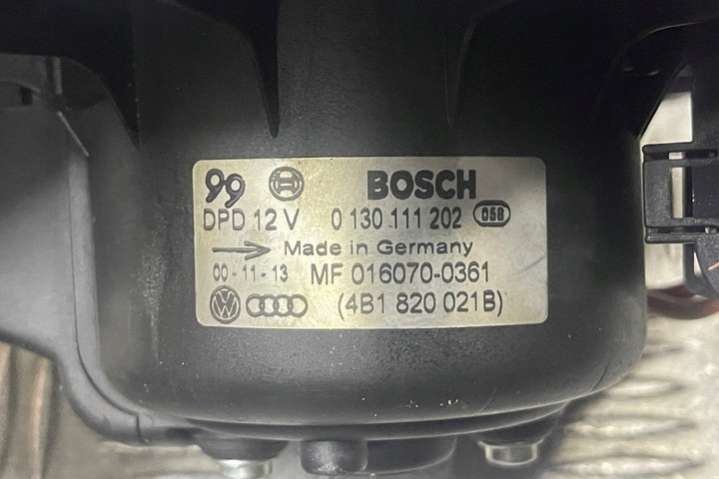 99 BOSCH
DPD 12 V 0 130 111 202 058
Made in Germany
00-11-13 MF 016070-0361
(4B1 820 021B)